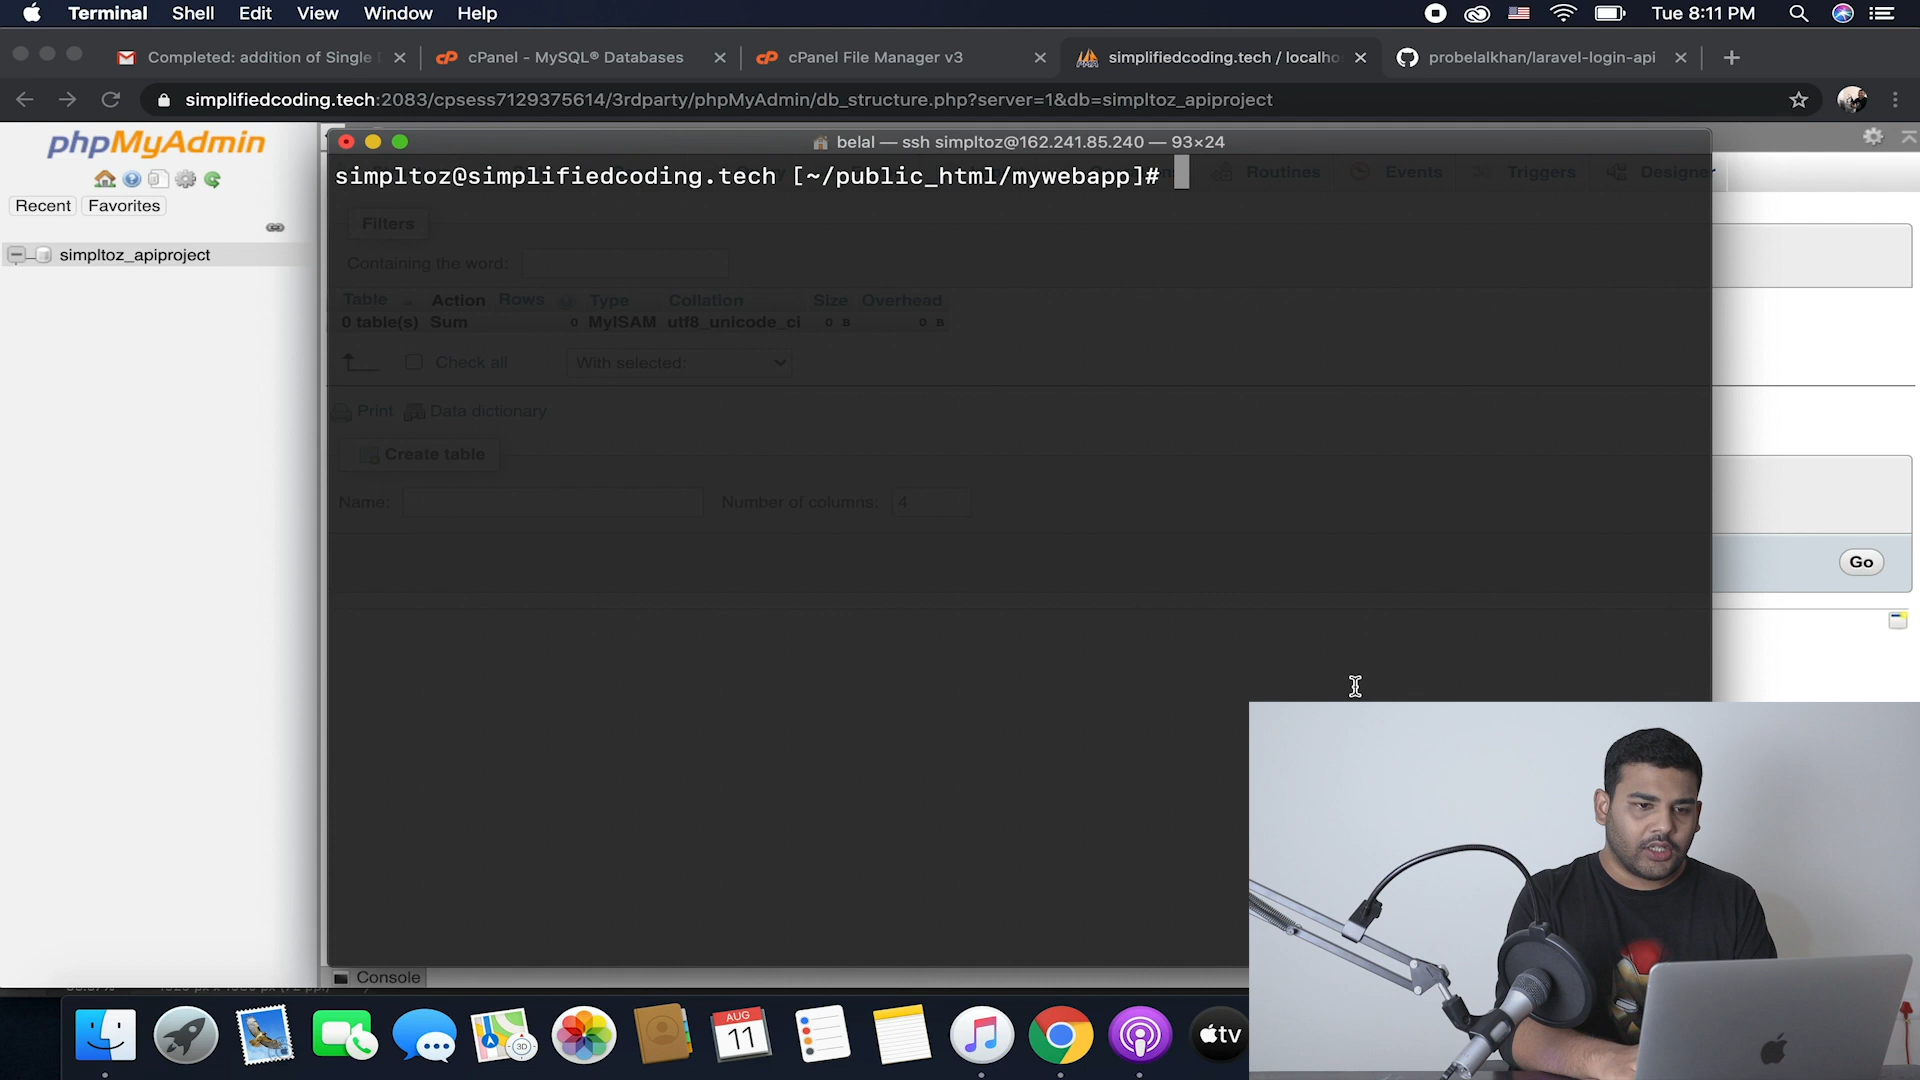 Terminal Shell Edit View Window Help
Tue 8:11 PM
Completed: addition of Single
cPanel - MySQL® Databases
cPanel File Manager v3
simplifiedcoding.tech / localho
probelalkhan/laravel-login-api
simplifiedcoding.tech:2083/cpsess7129375614/3rdparty/phpMyAdmin/db_structure.php?server=1&db=simpltoz_apiproject
phpMyAdmin
Recent Favorites
simpltoz_apiproject
belal — ssh simpltoz@162.241.85.240 — 93×24
simpltoz@simplifiedcoding.tech [~/public_html/mywebapp]#
Routines Events Triggers Designer
Filters
Containing the word:
Table Action Rows Type Collation Size Overhead
0 table(s) Sum 0 MyISAM utf8_unicode_ci 0 B 0 B
Check all With selected:
Print Data dictionary
Create table
Name: Number of columns: 4
Go
Console
AUG
11
3D
tv